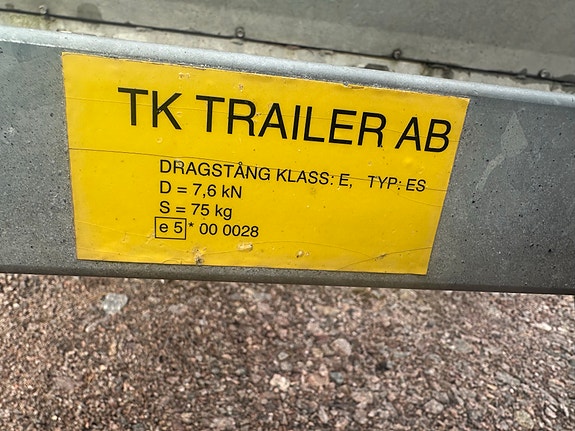 TK TRAILER AB
DRAGSTÅNG KLASS: E, TYP: ES
D = 7,6 kN
S = 75 kg
e 5 * 00 0028